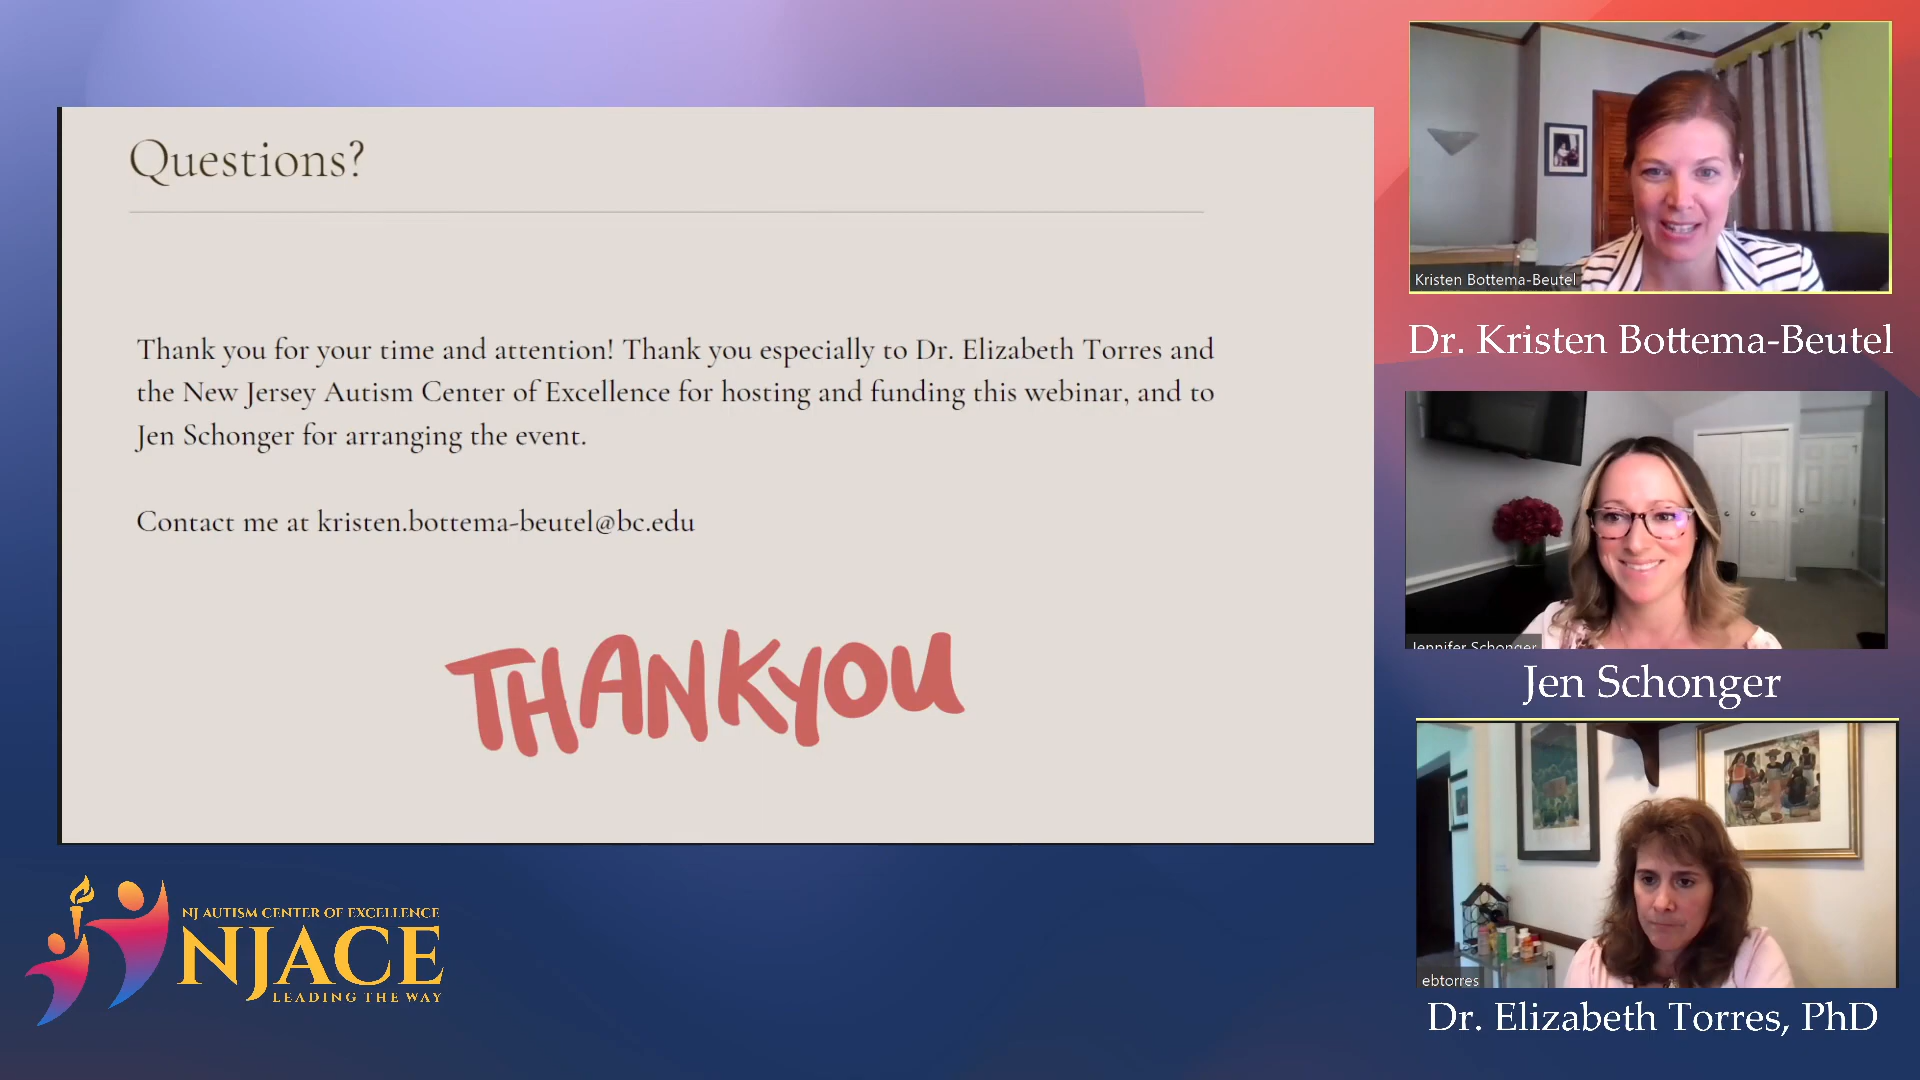 Questions?
Thank you for your time and attention! Thank you especially to Dr. Elizabeth Torres and
the New Jersey Autism Center of Excellence for hosting and funding this webinar, and to
Jen Schonger for arranging the event.
Contact me at kristen.bottema-beutel@bc.edu
THANKYOU
NJ AUTISM CENTER OF EXCELLENCE
NJACE
LEADING THE WAY
Kristen Bottema-Beutel
Dr. Kristen Bottema-Beutel
Jennifer Schonger
Jen Schonger
ebtorres
Dr. Elizabeth Torres, PhD